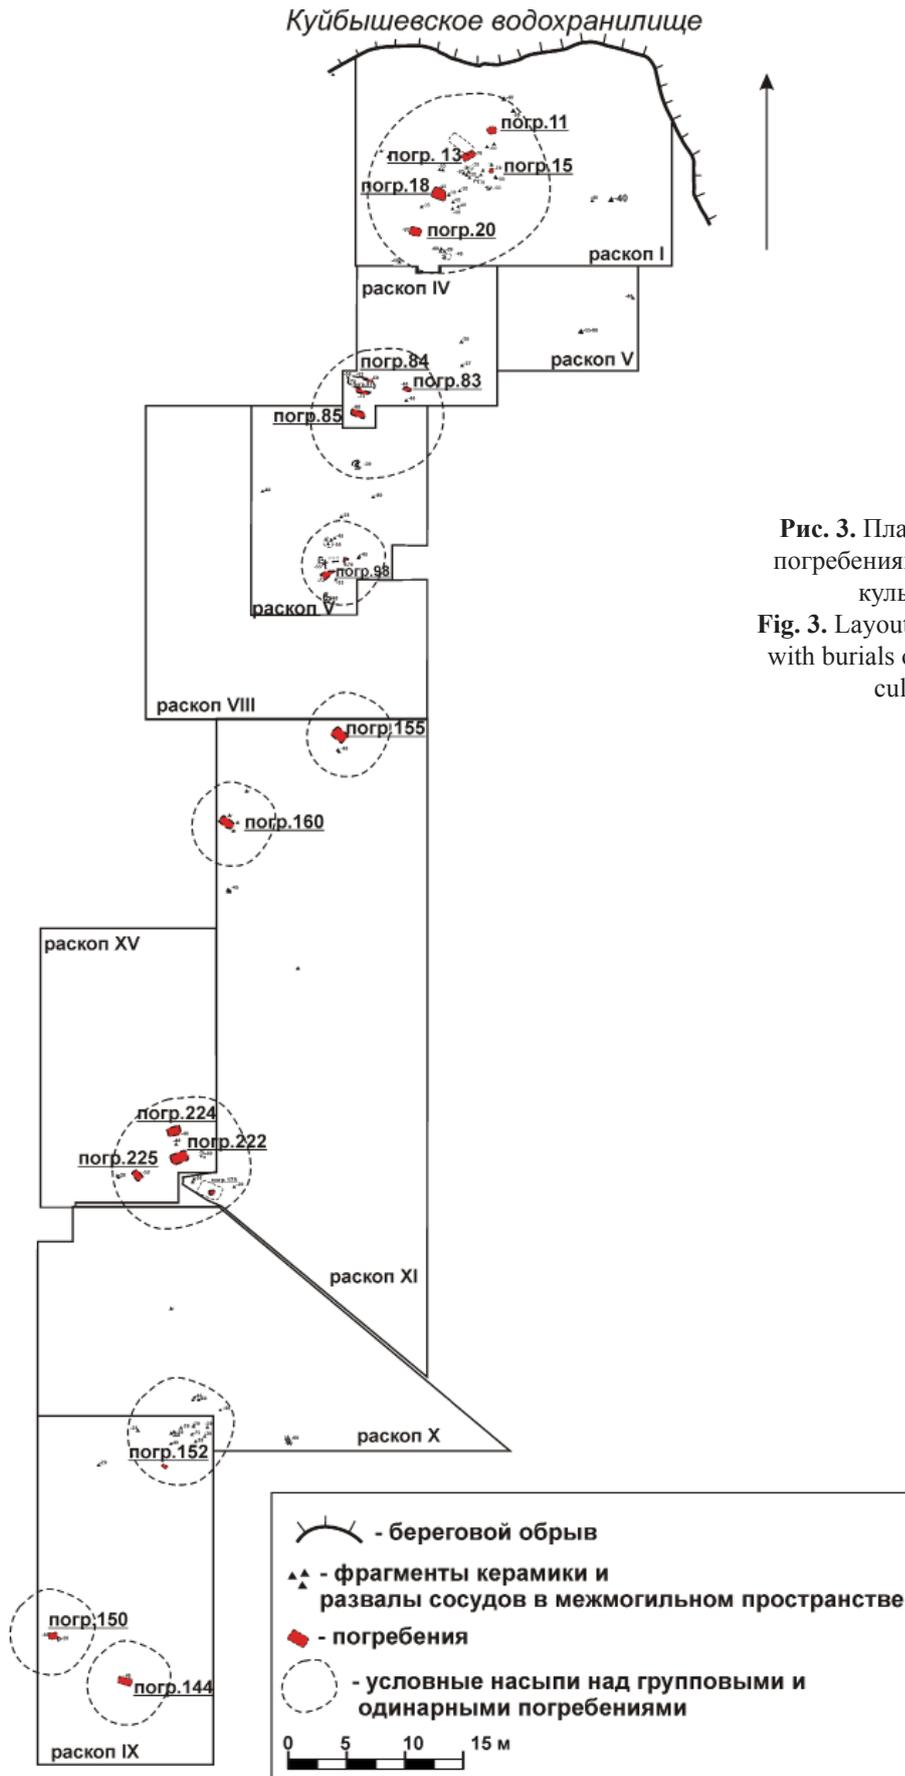 Куйбышевское водохранилище
погр.11
погр. 13
погр.15
погр.18
погр.20
раскоп I
-40
раскоп IV
раскоп V
погр.84
погр.83
погр.85
погр.98
раскоп V
раскоп VIII
погр.155
погр.160
Рис. 3. Пла
погребения
куль
Fig. 3. Layout
with burials o
cul
раскоп XV
погр.224
погр.222
погр.225
раскоп XI
раскоп X
погр.152
погр.150
погр.144
раскоп IX
- береговой обрыв
- фрагменты керамики и
развалы сосудов в межмогильном пространстве
- погребения
- условные насыпи над групповыми и
одинарными погребениями
0 5 10 15 м